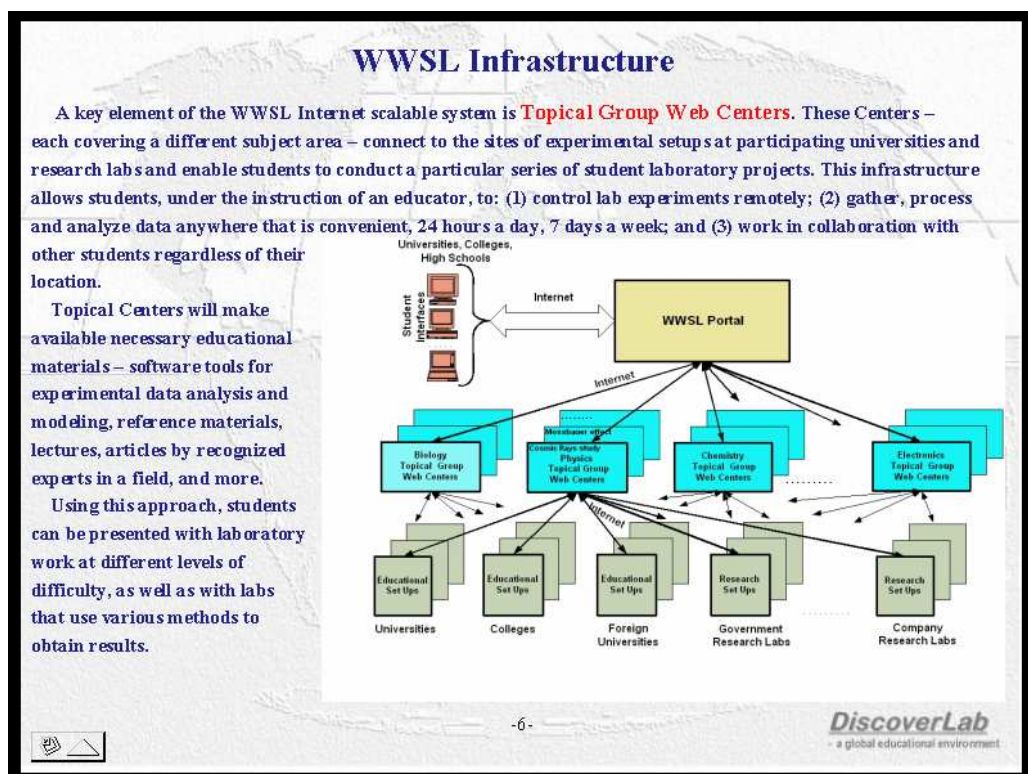 WWSL Infrastructure
A key element of the WWSL Internet scalable system is Topical Group Web Centers. These Centers –
each covering a different subject area – connect to the sites of experimental setups at participating universities and
research labs and enable students to conduct a particular series of student laboratory projects. This infrastructure
allows students, under the instruction of an educator, to: (1) control lab experiments remotely; (2) gather, process
and analyze data anywhere that is convenient, 24 hours a day, 7 days a week; and (3) work in collaboration with
other students regardless of their
location.
Topical Centers will make
available necessary educational
materials – software tools for
experimental data analysis and
modeling, reference materials,
lectures, articles by recognized
experts in a field, and more.
Using this approach, students
can be presented with laboratory
work at different levels of
difficulty, as well as with labs
that use various methods to
obtain results.
Universities, Colleges,
High Schools
Student
Interfaces
Internet
WWSL Portal
Internet
Biology
Topical Group
Web Centers
........
Mossbauer effect
Cosmic Rays study
Physics
Topical Group
Web Centers
Chemistry
Topical Group
Web Centers
..........
Electronics
Topical Group
Web Centers
Internet
Educational
Set Ups
Universities
Educational
Set Ups
Colleges
Educational
Set Ups
Foreign
Universities
Research
Set Ups
Government
Research Labs
..........
Research
Set Ups
Company
Research Labs
-6-
DiscoverLab
- a global educational environment